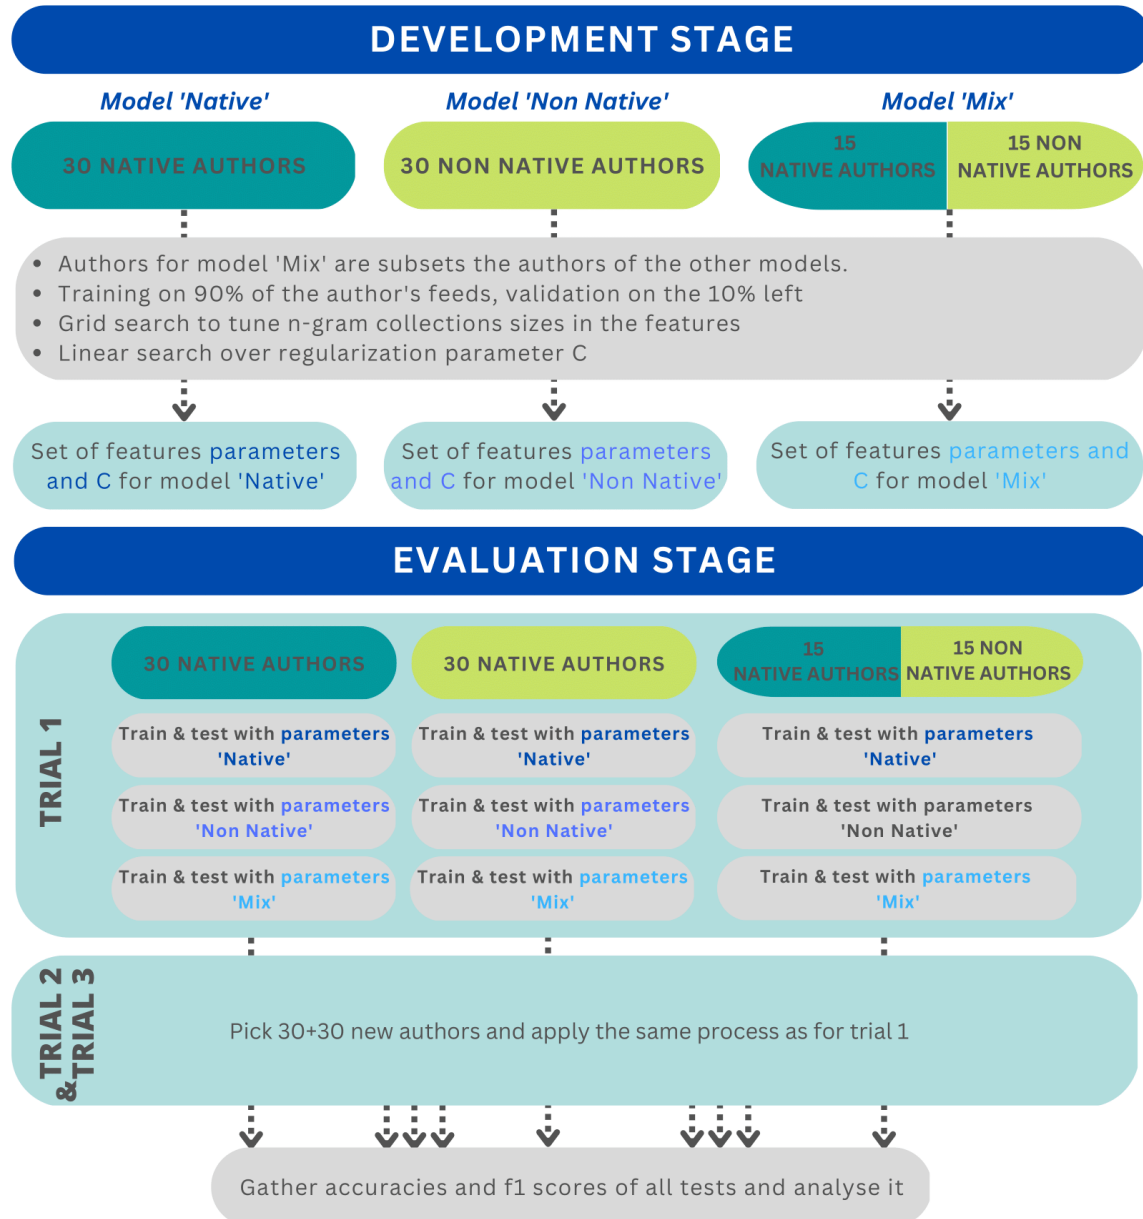 DEVELOPMENT STAGE
Model 'Native'
Model 'Non Native'
Model 'Mix'
30 NATIVE AUTHORS
30 NON NATIVE AUTHORS
15
NATIVE AUTHORS
15 NON
NATIVE AUTHORS
• Authors for model 'Mix' are subsets the authors of the other models.
• Training on 90% of the author's feeds, validation on the 10% left
• Grid search to tune n-gram collections sizes in the features
• Linear search over regularization parameter C
Set of features parameters
and C for model 'Native'
Set of features parameters
and C for model 'Non Native'
Set of features parameters and
C for model 'Mix'
EVALUATION STAGE
TRIAL 1
30 NATIVE AUTHORS
30 NATIVE AUTHORS
15
NATIVE AUTHORS
15 NON
NATIVE AUTHORS
Train & test with parameters
'Native'
Train & test with parameters
'Native'
Train & test with parameters
'Native'
Train & test with parameters
'Non Native'
Train & test with parameters
'Non Native'
Train & test with parameters
'Non Native'
Train & test with parameters
'Mix'
Train & test with parameters
'Mix'
Train & test with parameters
'Mix'
&TRIAL 2
TRIAL 3
Pick 30+30 new authors and apply the same process as for trial 1
Gather accuracies and f1 scores of all tests and analyse it